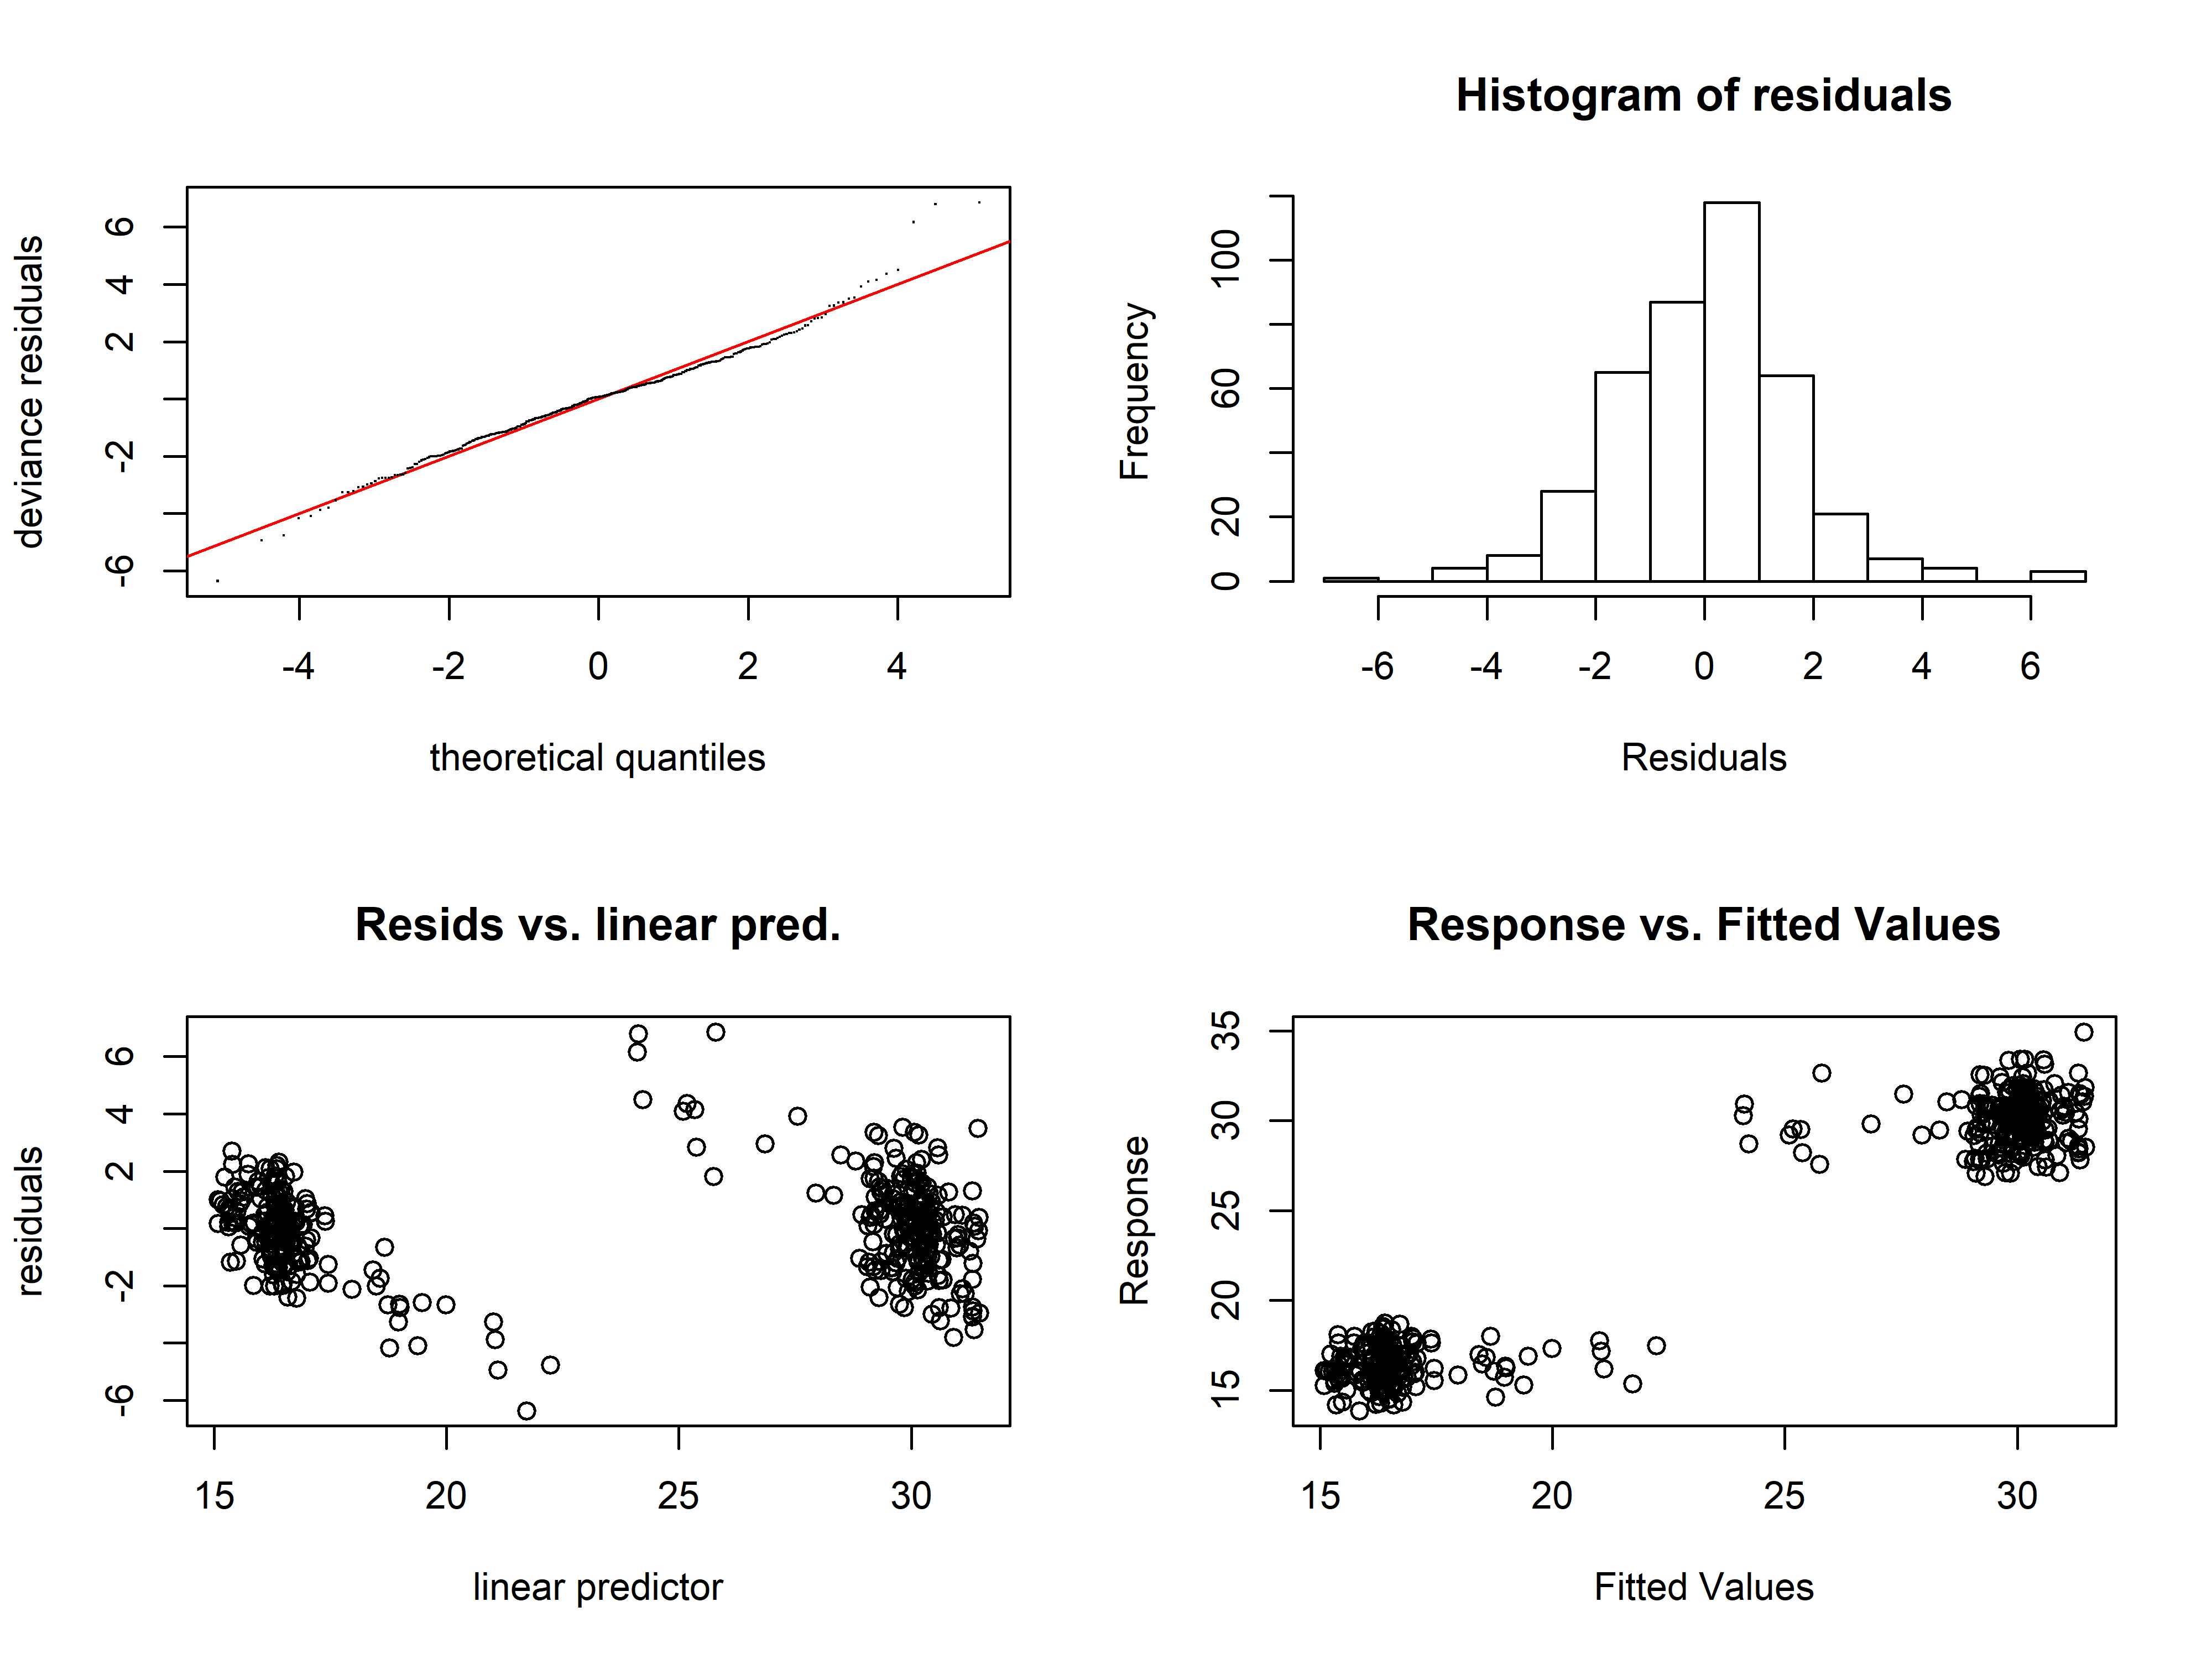 deviance residuals
6
4
2
-2
-6
-4 -2 0 2 4
theoretical quantiles
Histogram of residuals
Frequency
100
60
20
0
-6 -4 -2 0 2 4 6
Residuals
Resids vs. linear pred.
residuals
6
4
2
-2
-6
15 20 25 30
linear predictor
Response vs. Fitted Values
Response
35
30
25
20
15
15 20 25 30
Fitted Values